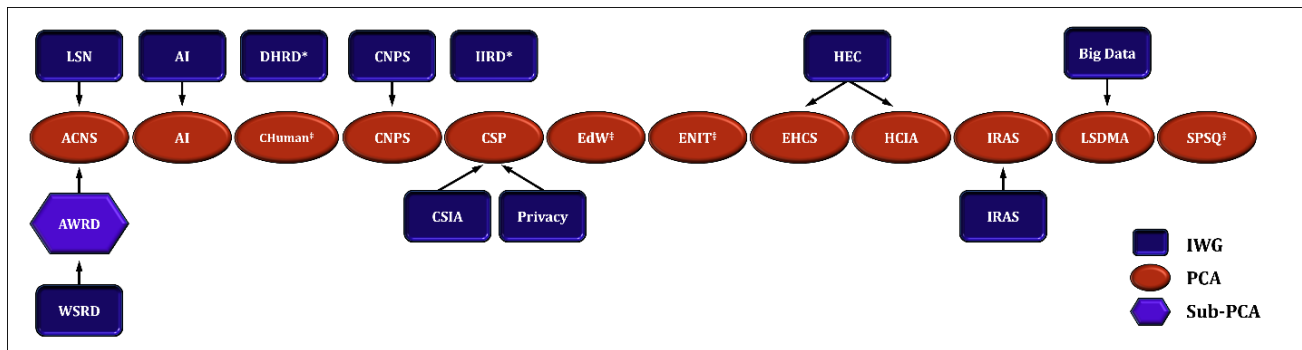 LSN AI DHRD* CNPS IIRD* HEC Big Data
ACNS AI CHuman‡ CNPS CSP EdW‡ ENIT‡ EHCS HCIA IRAS LSDMA SPSQ‡
AWRD CSIA Privacy IRAS
IWG
PCA
WSRD Sub-PCA